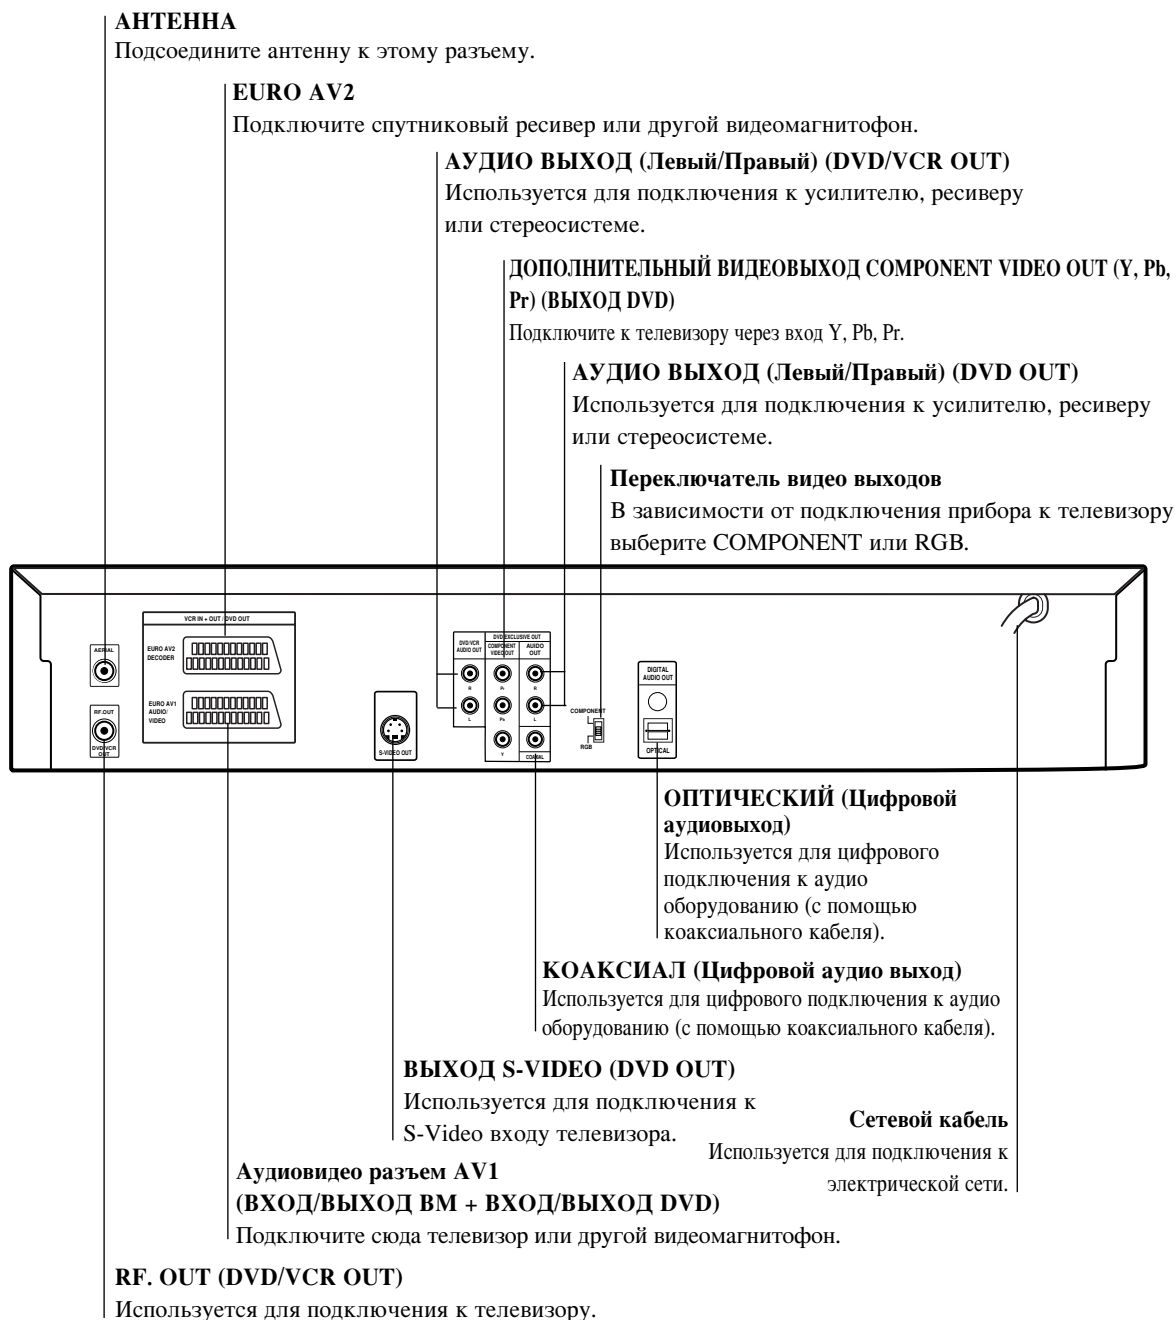 АНТЕННА
Подсоедините антенну к этому разъему.
EURO AV2
Подключите спутниковый ресивер или другой видеомагнитофон.
АУДИО ВЫХОД (Левый/Правый) (DVD/VCR OUT)
Используется для подключения к усилителю, ресиверу
или стереосистеме.
ДОПОЛНИТЕЛЬНЫЙ ВИДЕОВЫХОД COMPONENT VIDEO OUT (Y, Pb,
Pr) (ВЫХОД DVD)
Подключите к телевизору через вход Y, Pb, Pr.
АУДИО ВЫХОД (Левый/Правый) (DVD OUT)
Используется для подключения к усилителю, ресиверу
или стереосистеме.
Переключатель видео выходов
В зависимости от подключения прибора к телевизору
выберите COMPONENT или RGB.
AERIAL
RF.OUT
DVD/VCR
OUT
VCR IN + OUT / DVD OUT
EURO AV2
DECODER
EURO AV1
AUDIO/
VIDEO
S-VIDEO OUT
DVD/VCR
AUDIO OUT
R
L
DVD EXCLUSIVE OUT
COMPONENT
VIDEO OUT
Pr
Pb
Y
AUIDO
OUT
R
L
COAXIAL
COMPONENT
RGB
DIGITAL
AUDIO OUT
OPTICAL
ОПТИЧЕСКИЙ (Цифровой
аудиовыход)
Используется для цифрового
подключения к аудио
оборудованию (с помощью
коаксиального кабеля).
КОАКСИАЛ (Цифровой аудио выход)
Используется для цифрового подключения к аудио
оборудованию (с помощью коаксиального кабеля).
ВЫХОД S-VIDEO (DVD OUT)
Используется для подключения к
S-Video входу телевизора.
Сетевой кабель
Используется для подключения к
электрической сети.
Аудиовидео разъем AV1
(ВХОД/ВЫХОД ВМ + ВХОД/ВЫХОД DVD)
Подключите сюда телевизор или другой видеомагнитофон.
RF. OUT (DVD/VCR OUT)
Используется для подключения к телевизору.